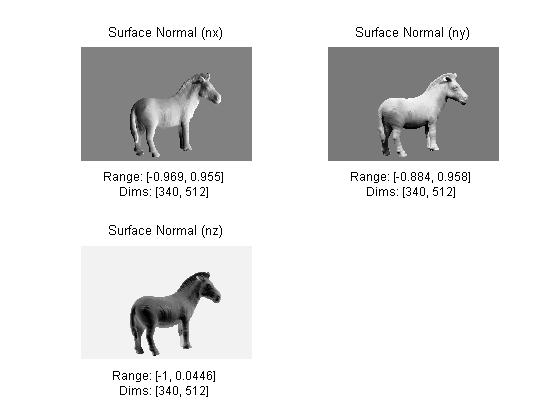 Surface Normal (nx)
Range: [-0.969, 0.955]
Dims: [340, 512]
Surface Normal (ny)
Range: [-0.884, 0.958]
Dims: [340, 512]
Surface Normal (nz)
Range: [-1, 0.0446]
Dims: [340, 512]